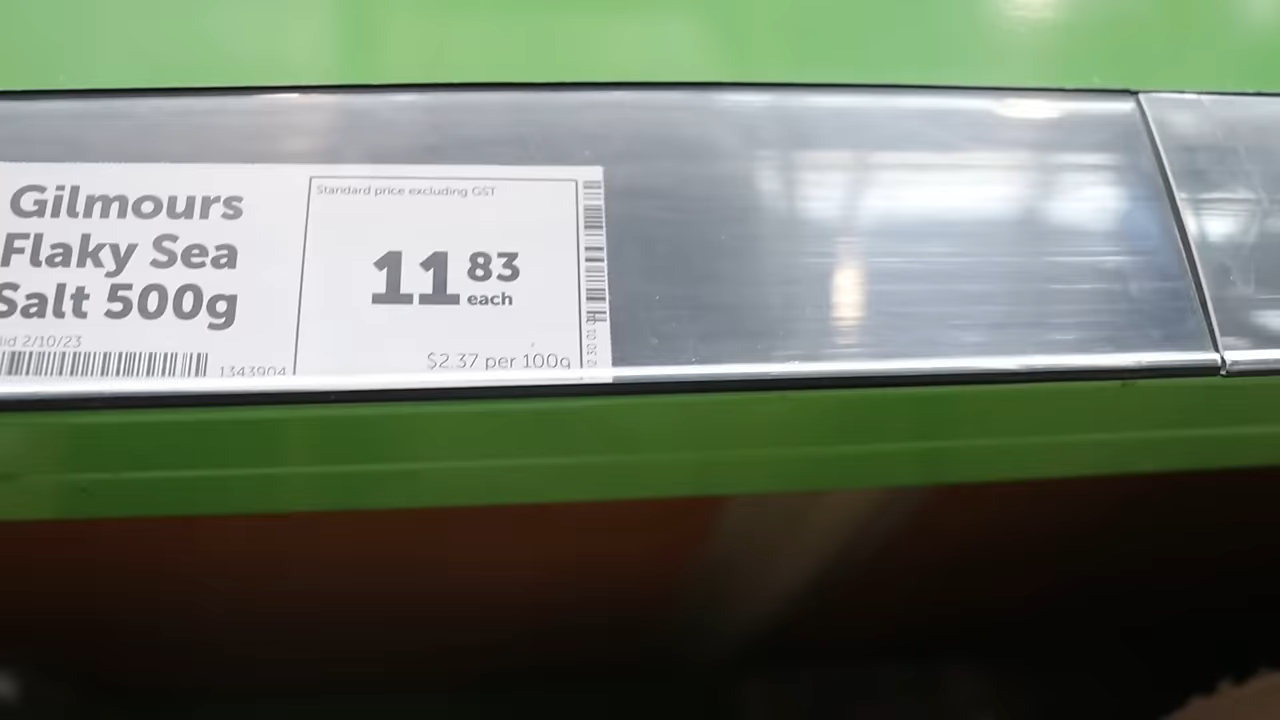 Gilmours
Flaky Sea
Salt 500g
lid 2/10/23
1343904
Standard price excluding GST
11 83
each
$2.37 per 100g